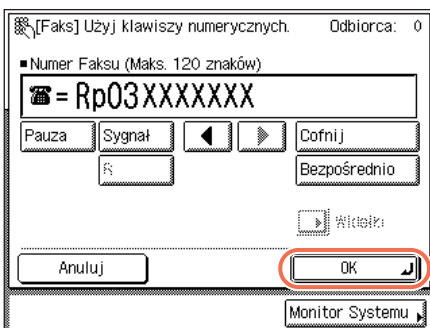 [Faks] Użyj klawiszy numerycznych. Odbiorca: 0
■Numer Faksu (Maks. 120 znaków)
☎= Rp03XXXXXXX
Pauza Sygnał ◀ ▶ Cofnij
R Bezpośrednio
Widełki
Anuluj OK
Monitor Systemu